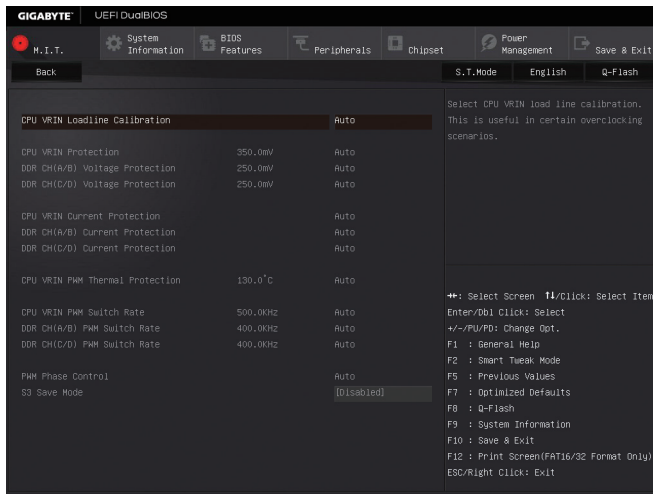 GIGABYTE™ UEFI DualBIOS
M.I.T. System Information BIOS Features Peripherals Chipset Power Management Save & Exit
Back S.T.Mode English Q-Flash
CPU VRIN Loadline Calibration Auto
CPU VRIN Protection 350.0mV Auto
DDR CH(A/B) Voltage Protection 250.0mV Auto
DDR CH(C/D) Voltage Protection 250.0mV Auto
CPU VRIN Current Protection Auto
DDR CH(A/B) Current Protection Auto
DDR CH(C/D) Current Protection Auto
CPU VRIN PWM Thermal Protection 130.0°C Auto
CPU VRIN PWM Switch Rate 500.0KHz Auto
DDR CH(A/B) PWM Switch Rate 400.0KHz Auto
DDR CH(C/D) PWM Switch Rate 400.0KHz Auto
PWM Phase Control Auto
S3 Save Mode [Disabled]
Select CPU VRIN load line calibration.
This is useful in certain overclocking
scenarios.
→←: Select Screen ↑↓/Click: Select Item
Enter/Dbl Click: Select
+/-/PU/PD: Change Opt.
F1 : General Help
F2 : Smart Tweak Mode
F5 : Previous Values
F7 : Optimized Defaults
F8 : Q-Flash
F9 : System Information
F10 : Save & Exit
F12 : Print Screen(FAT16/32 Format Only)
ESC/Right Click: Exit